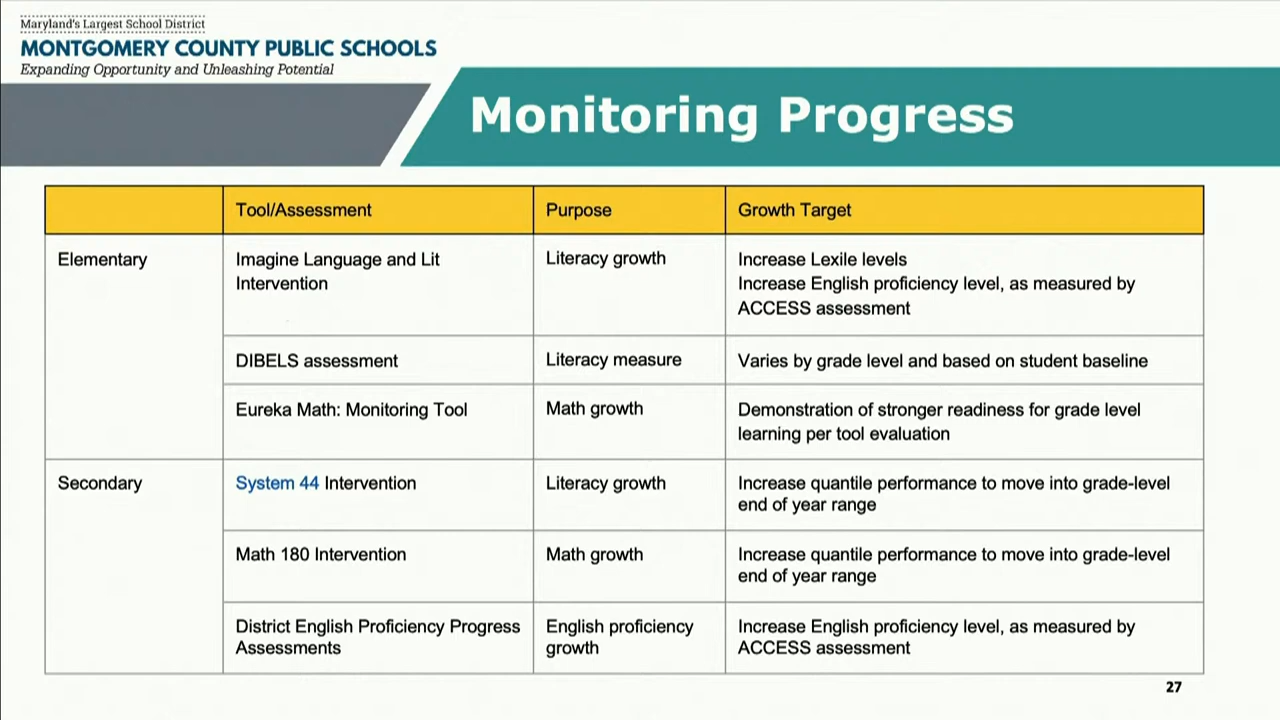 Maryland's Largest School District
MONTGOMERY COUNTY PUBLIC SCHOOLS
Expanding Opportunity and Unleashing Potential
Monitoring Progress
Tool/Assessment
Purpose
Growth Target
Elementary
Imagine Language and Lit
Intervention
Literacy growth
Increase Lexile levels
Increase English proficiency level, as measured by
ACCESS assessment
DIBELS assessment
Literacy measure
Varies by grade level and based on student baseline
Eureka Math: Monitoring Tool
Math growth
Demonstration of stronger readiness for grade level
learning per tool evaluation
Secondary
System 44 Intervention
Literacy growth
Increase quantile performance to move into grade-level
end of year range
Math 180 Intervention
Math growth
Increase quantile performance to move into grade-level
end of year range
District English Proficiency Progress
Assessments
English proficiency
growth
Increase English proficiency level, as measured by
ACCESS assessment
27